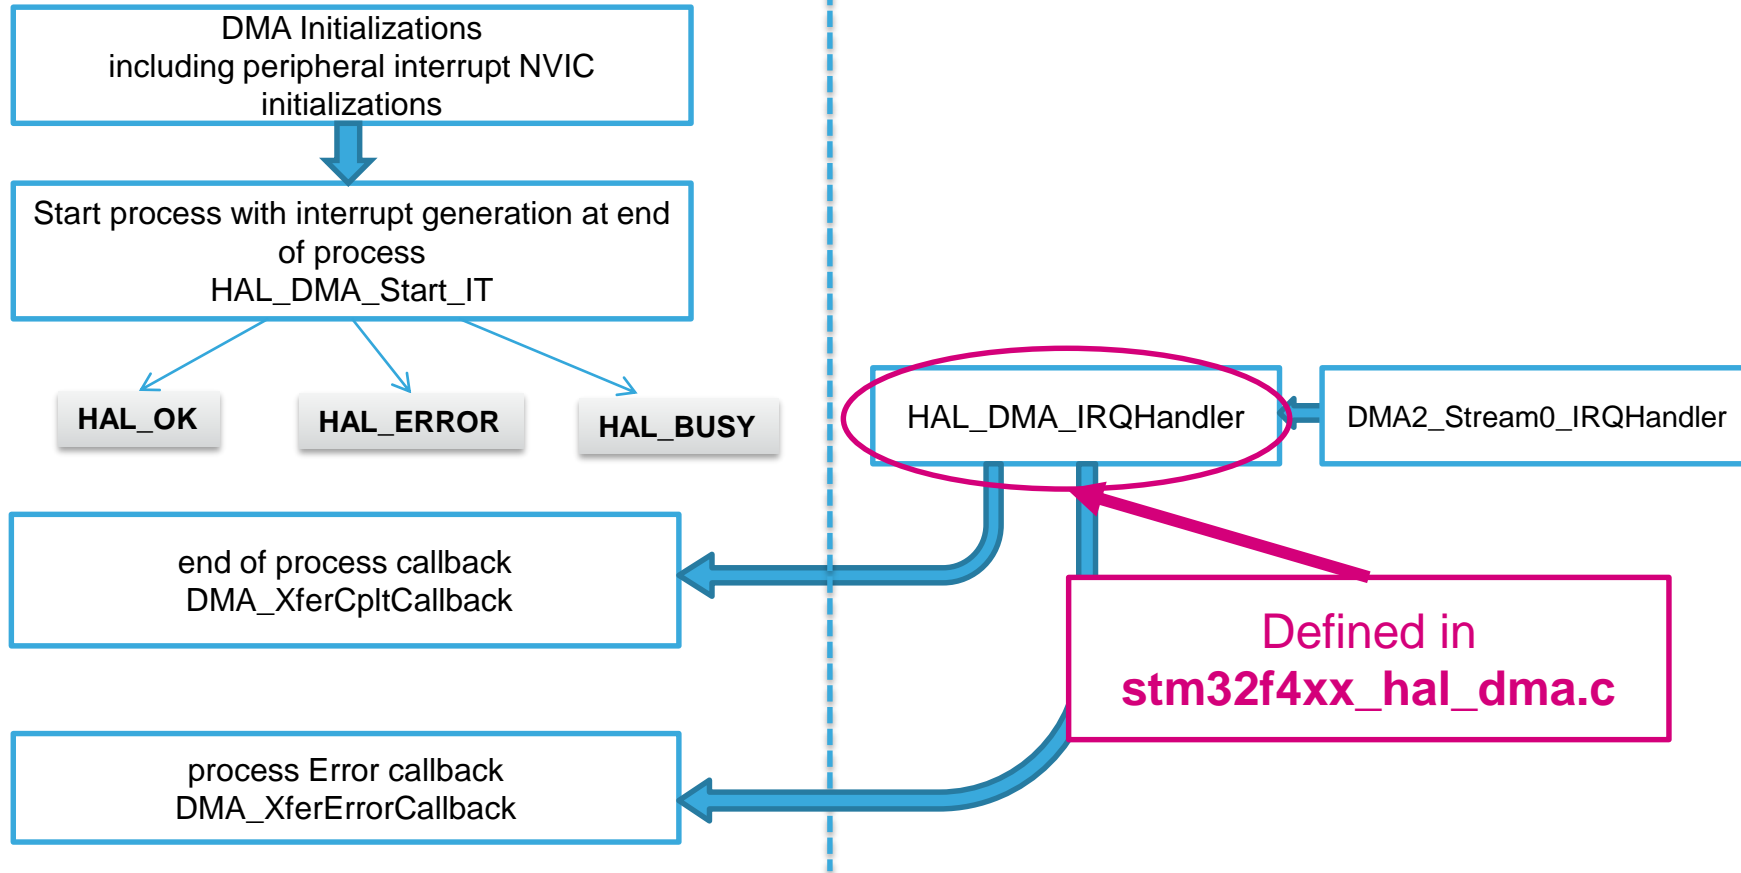 DMA Initializations
including peripheral interrupt NVIC
initializations
Start process with interrupt generation at end
of process
HAL_DMA_Start_IT
HAL_OK
HAL_ERROR
HAL_BUSY
HAL_DMA_IRQHandler
DMA2_Stream0_IRQHandler
end of process callback
DMA_XferCpltCallback
Defined in
stm32f4xx_hal_dma.c
process Error callback
DMA_XferErrorCallback